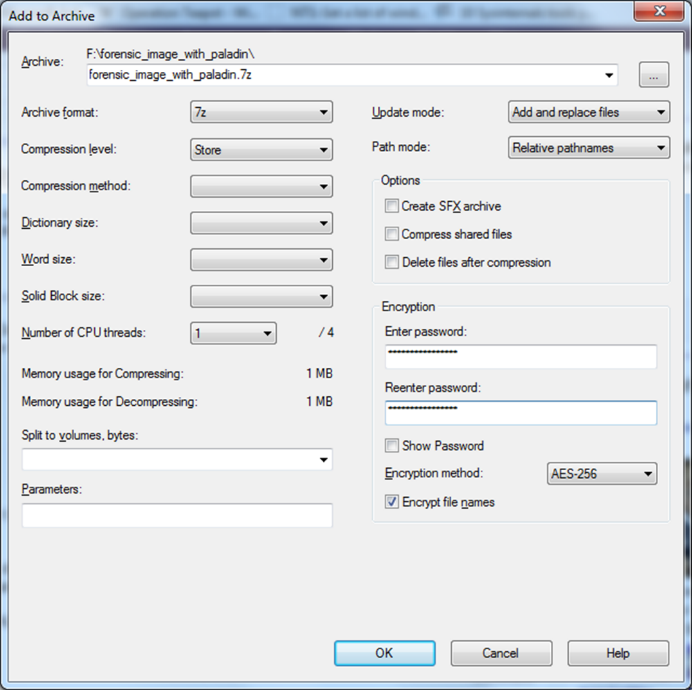 Add to Archive
Archive:
F:\forensic_image_with_paladin\
forensic_image_with_paladin.7z
...
Archive format:
7z
Compression level:
Store
Compression method:
Dictionary size:
Word size:
Solid Block size:
Number of CPU threads:
1
/ 4
Memory usage for Compressing:
1 MB
Memory usage for Decompressing:
1 MB
Split to volumes, bytes:
Parameters:
Update mode:
Add and replace files
Path mode:
Relative pathnames
Options
Create SFX archive
Compress shared files
Delete files after compression
Encryption
Enter password:
****************
Reenter password:
****************
Show Password
Encryption method:
AES-256
Encrypt file names
OK
Cancel
Help